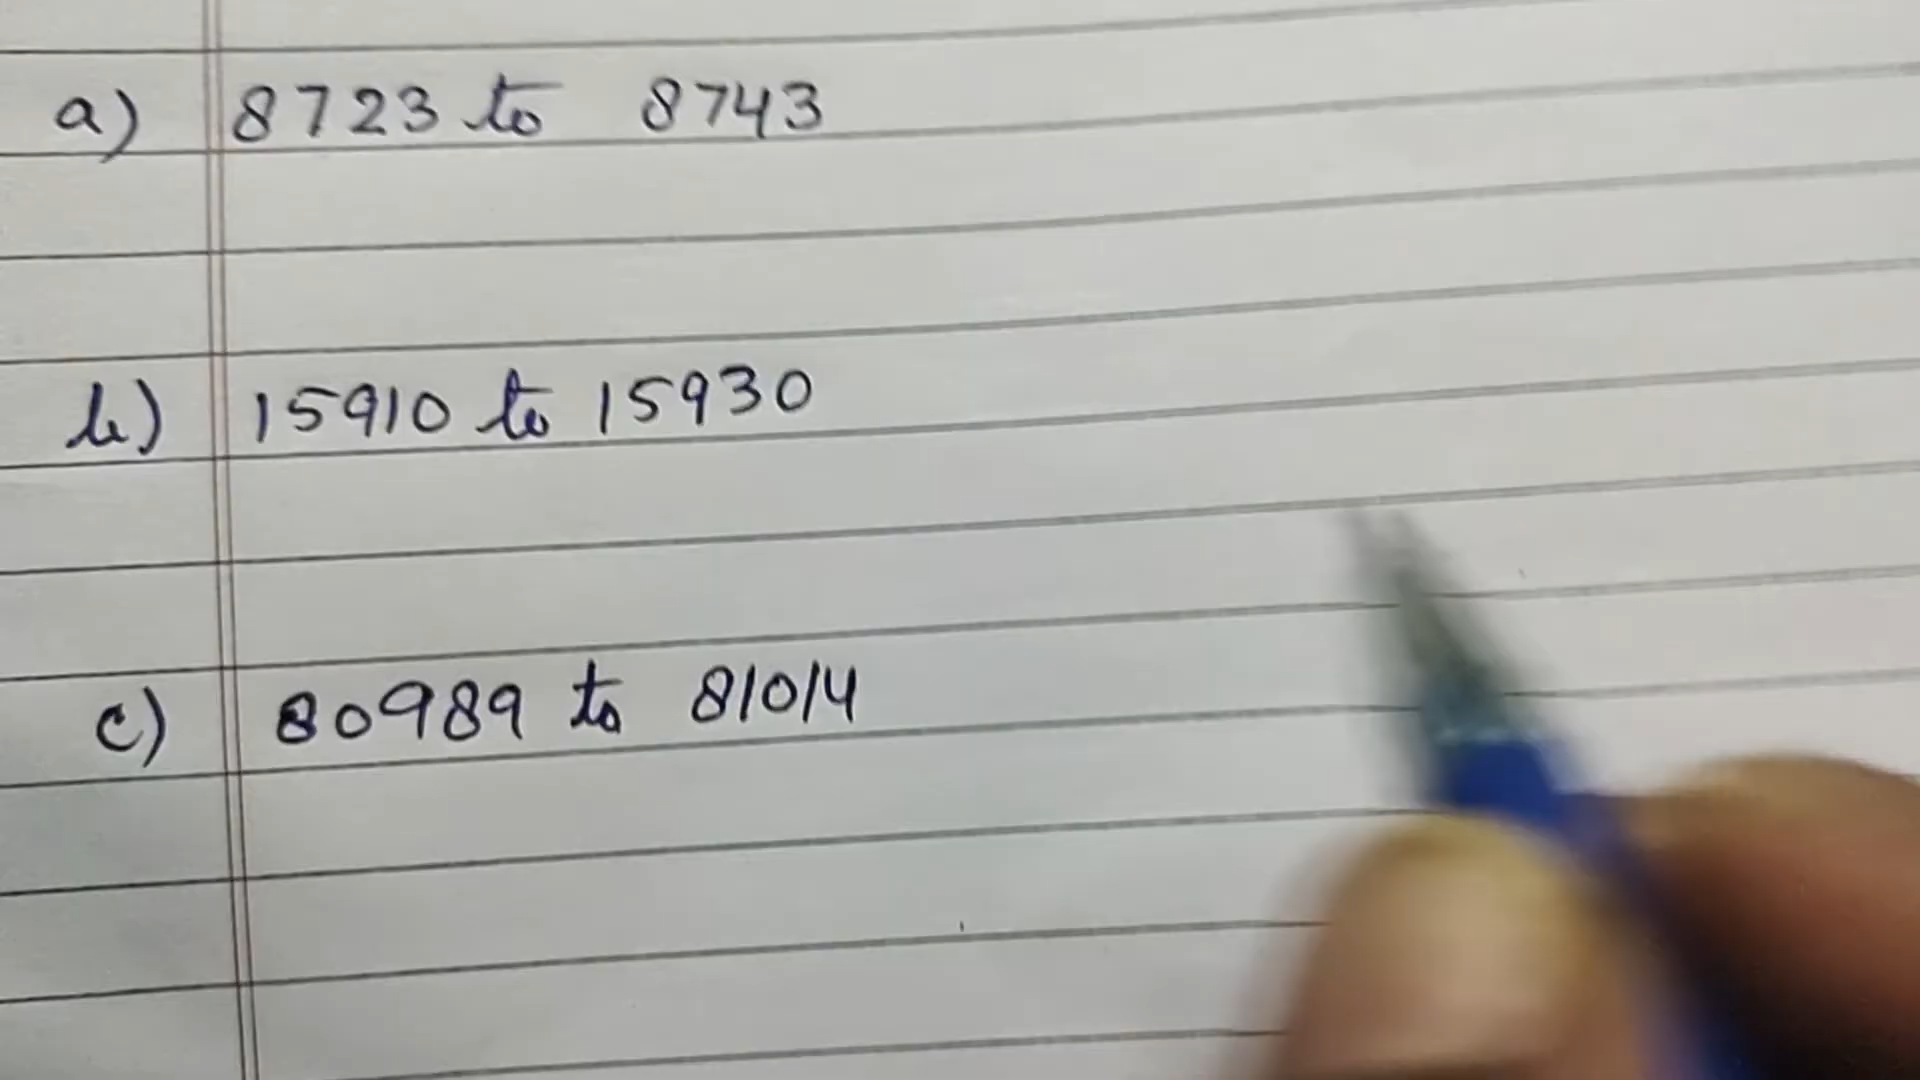 a) 8723 to 8743
b) 15910 to 15930
c) 80989 to 81014